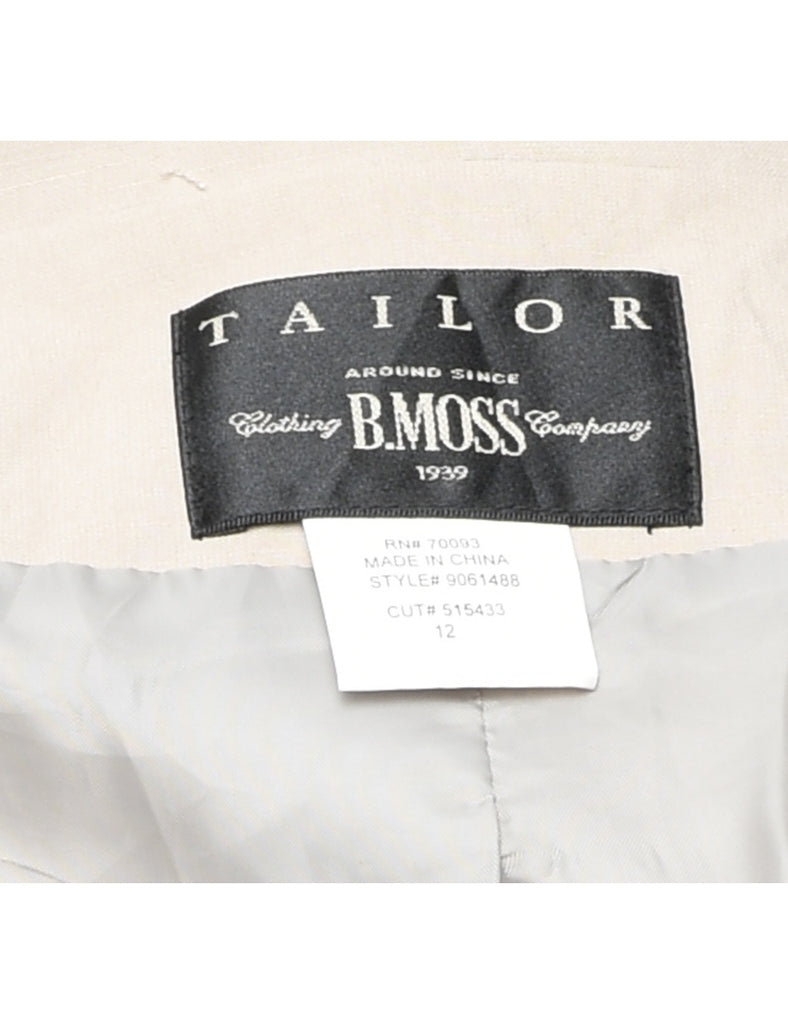 TAILOR
AROUND SINCE
Clothing B.MOSS Company
1939
RN# 70093
MADE IN CHINA
STYLE# 9061488
CUT# 515433
12